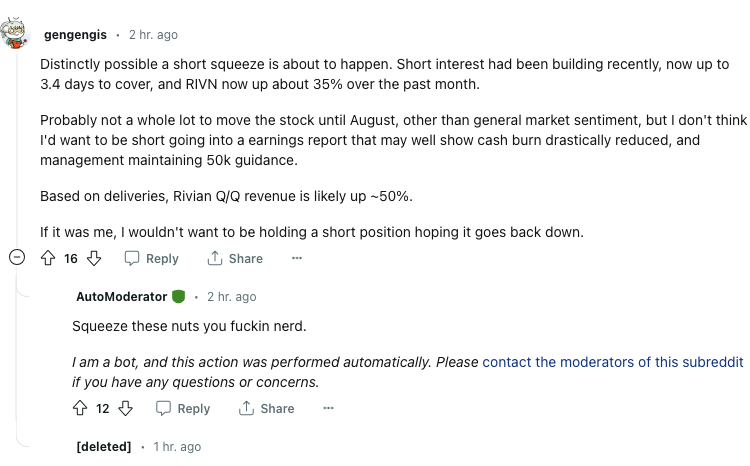 gengengis · 2 hr. ago
Distinctly possible a short squeeze is about to happen. Short interest had been building recently, now up to
3.4 days to cover, and RIVN now up about 35% over the past month.
Probably not a whole lot to move the stock until August, other than general market sentiment, but I don't think
I'd want to be short going into a earnings report that may well show cash burn drastically reduced, and
management maintaining 50k guidance.
Based on deliveries, Rivian Q/Q revenue is likely up ~50%.
If it was me, I wouldn't want to be holding a short position hoping it goes back down.
16 Reply Share ···
AutoModerator · 2 hr. ago
Squeeze these nuts you fuckin nerd.
I am a bot, and this action was performed automatically. Please contact the moderators of this subreddit
if you have any questions or concerns.
12 Reply Share ···
[deleted] · 1 hr. ago